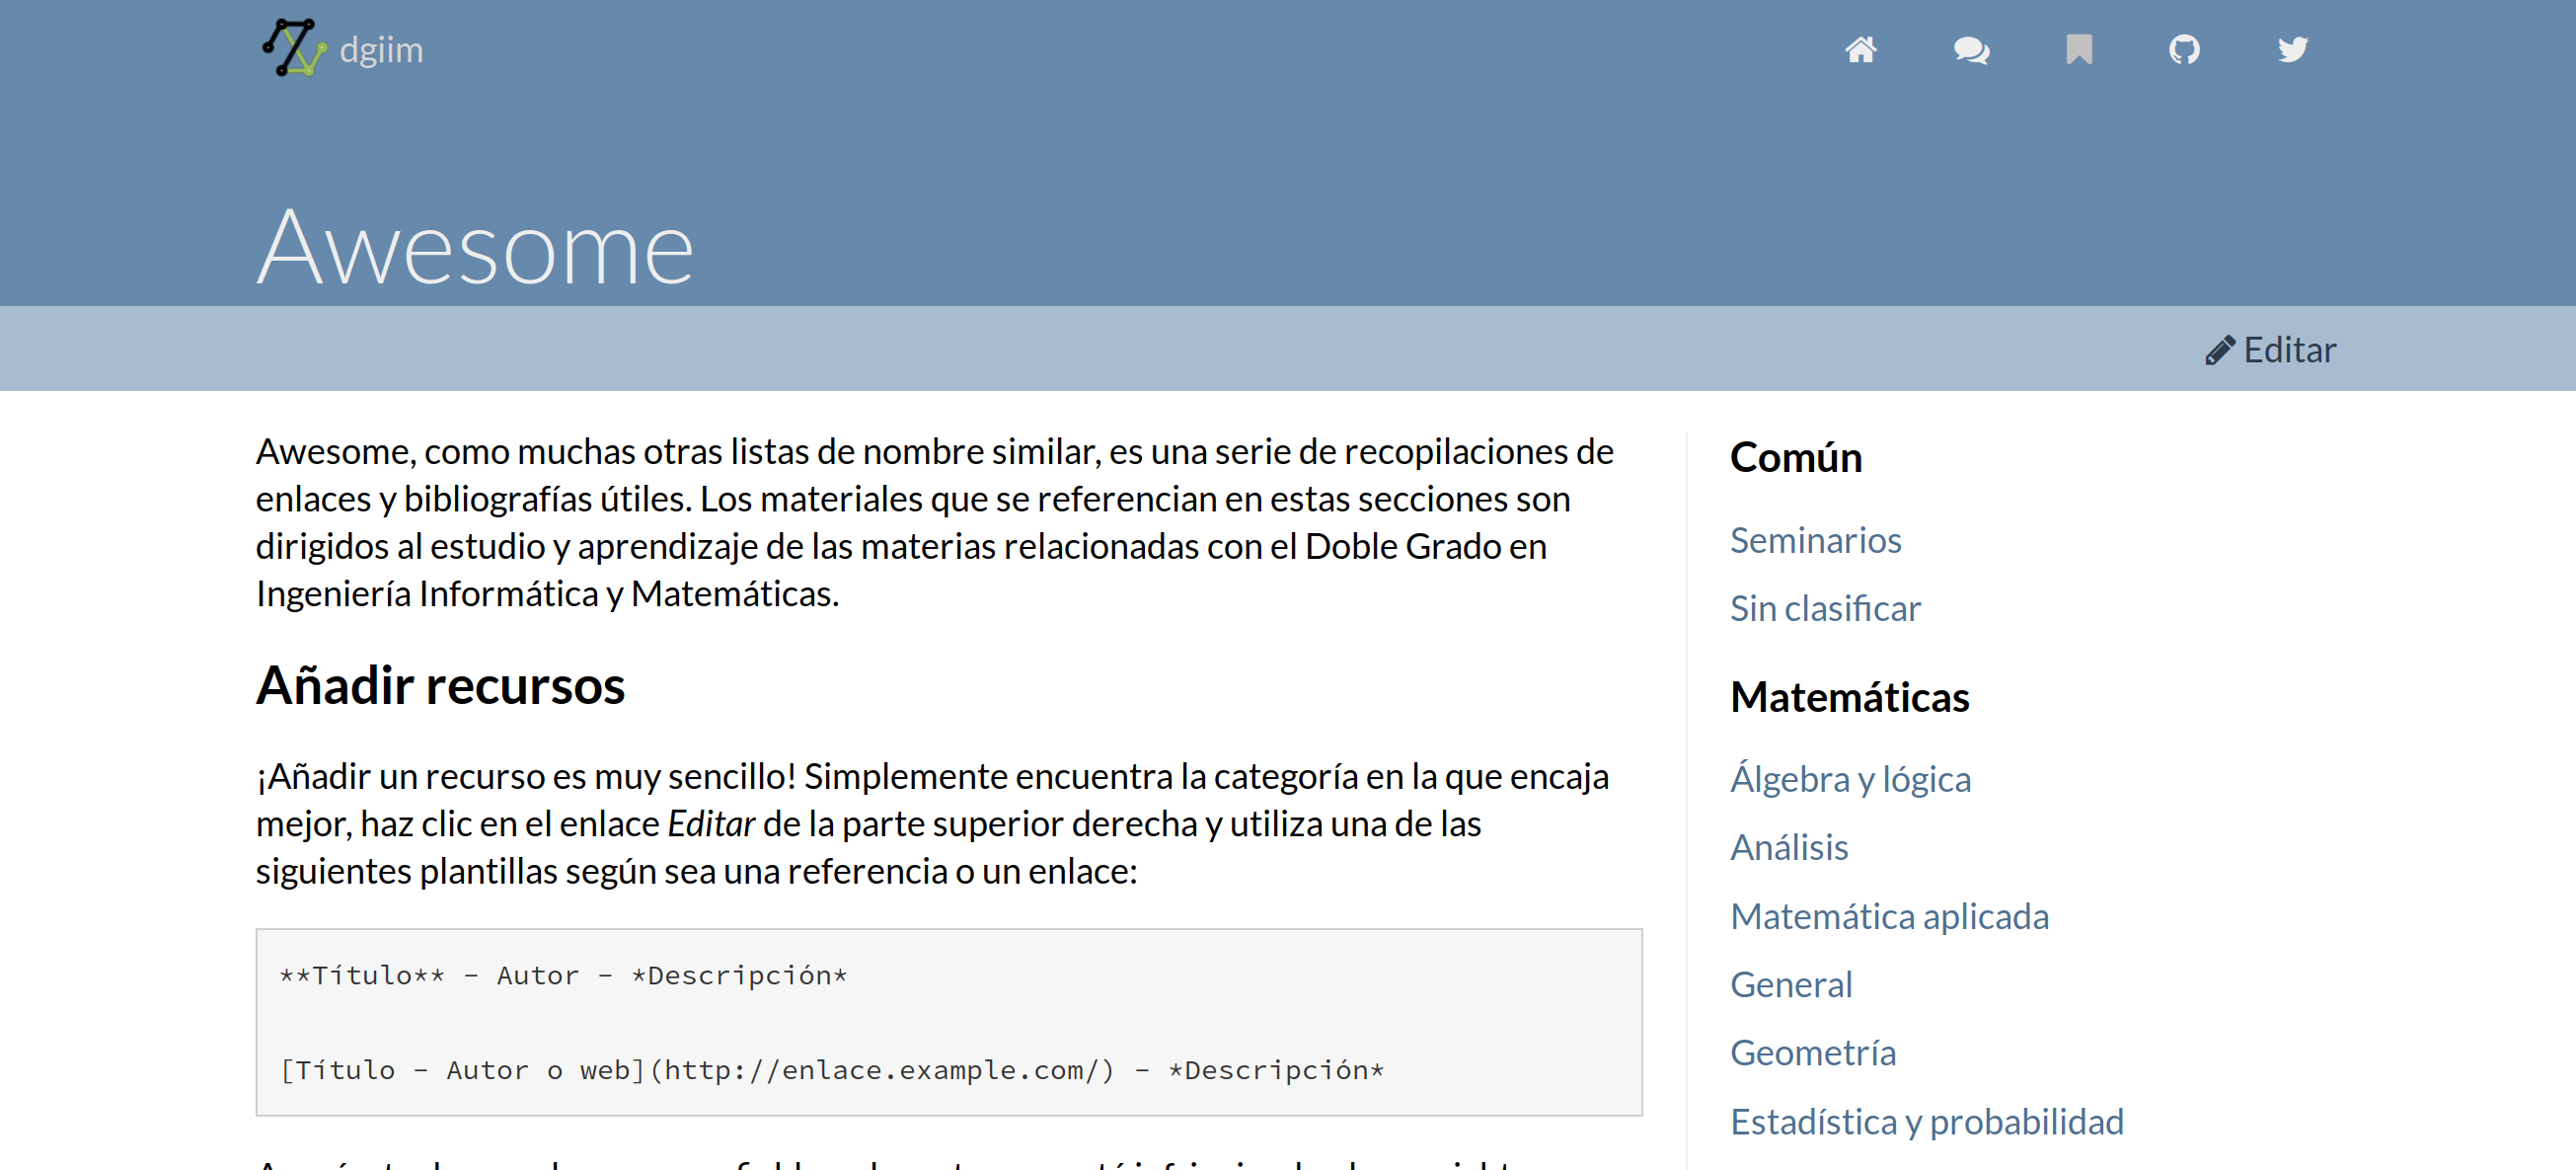 dgiim
Awesome
Editar
Awesome, como muchas otras listas de nombre similar, es una serie de recopilaciones de
enlaces y bibliografías útiles. Los materiales que se referencian en estas secciones son
dirigidos al estudio y aprendizaje de las materias relacionadas con el Doble Grado en
Ingeniería Informática y Matemáticas.
Añadir recursos
¡Añadir un recurso es muy sencillo! Simplemente encuentra la categoría en la que encaja
mejor, haz clic en el enlace Editar de la parte superior derecha y utiliza una de las
siguientes plantillas según sea una referencia o un enlace:
**Título** - Autor - *Descripción*
[Título - Autor o web](http://enlace.example.com/) - *Descripción*
Común
Seminarios
Sin clasificar
Matemáticas
Álgebra y lógica
Análisis
Matemática aplicada
General
Geometría
Estadística y probabilidad